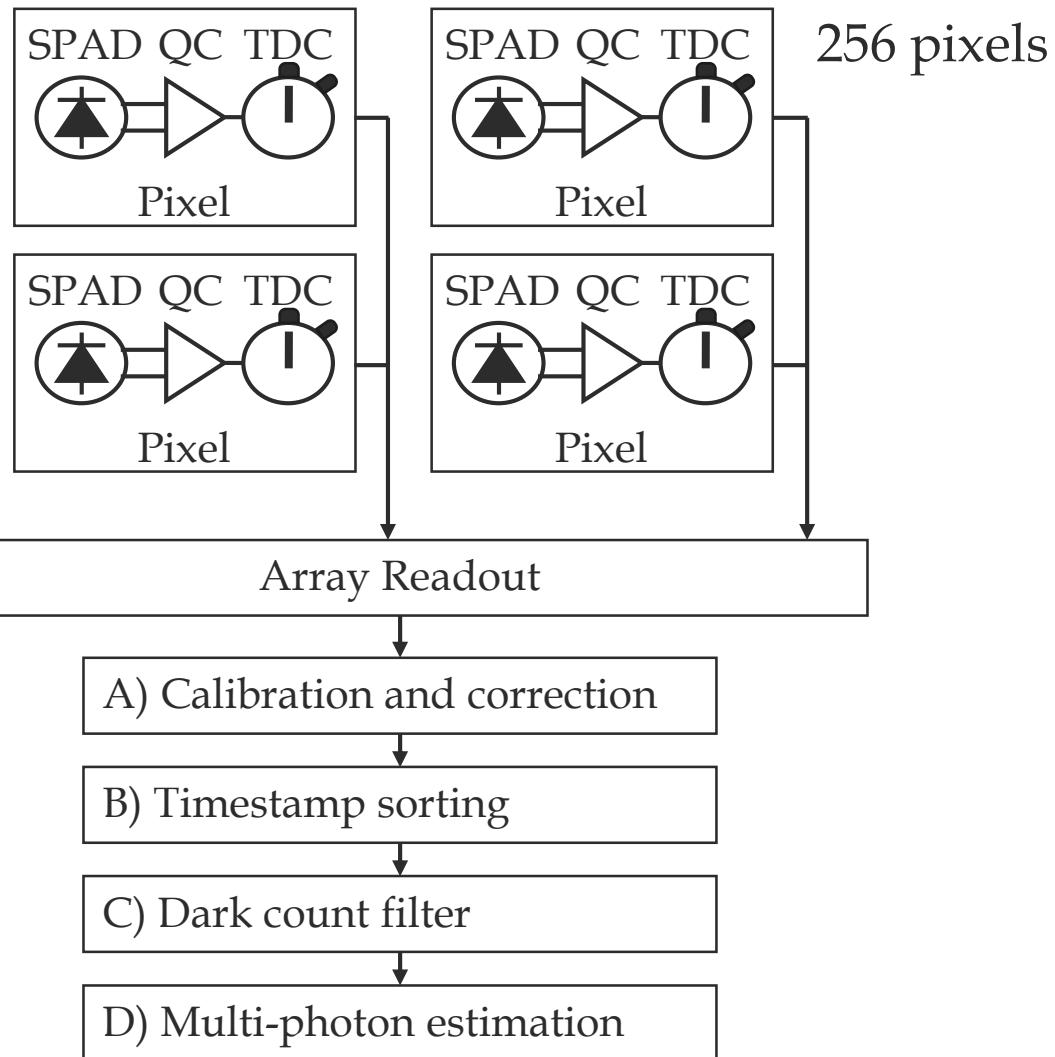 SPAD QC TDC
Pixel
SPAD QC TDC
Pixel
256 pixels
SPAD QC TDC
Pixel
SPAD QC TDC
Pixel
Array Readout
A) Calibration and correction
B) Timestamp sorting
C) Dark count filter
D) Multi-photon estimation